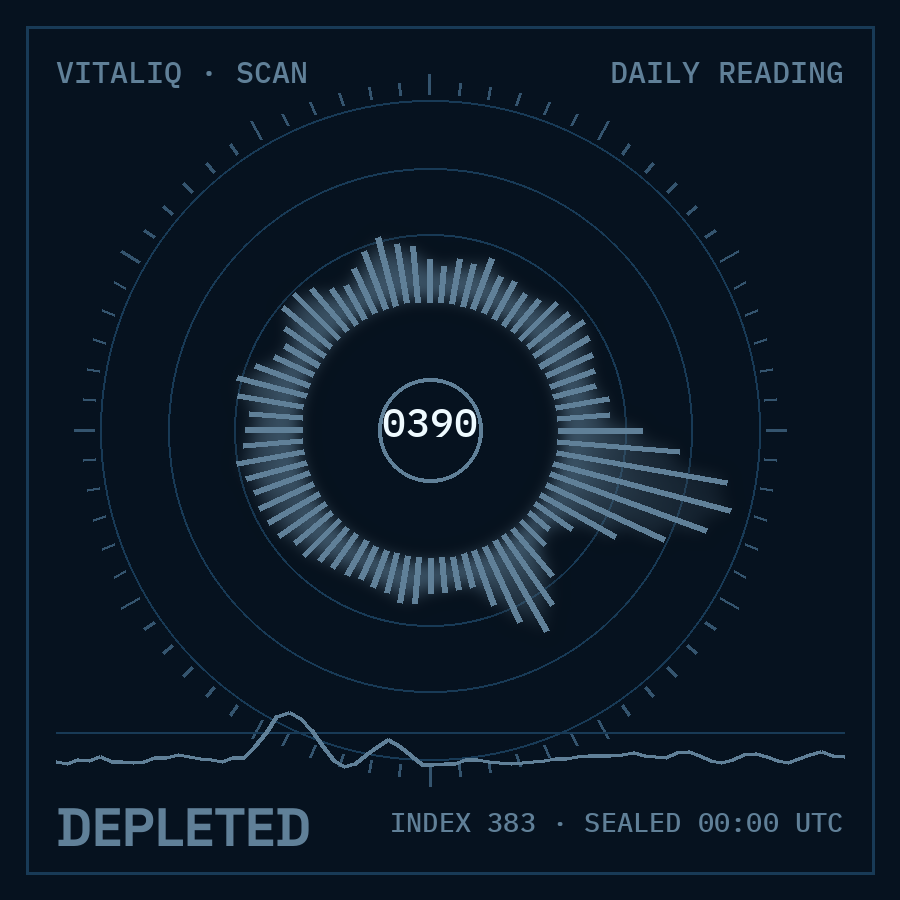 VITALIQ · SCAN
DAILY READING
0390
DEPLETED
INDEX 383 · SEALED 00:00 UTC